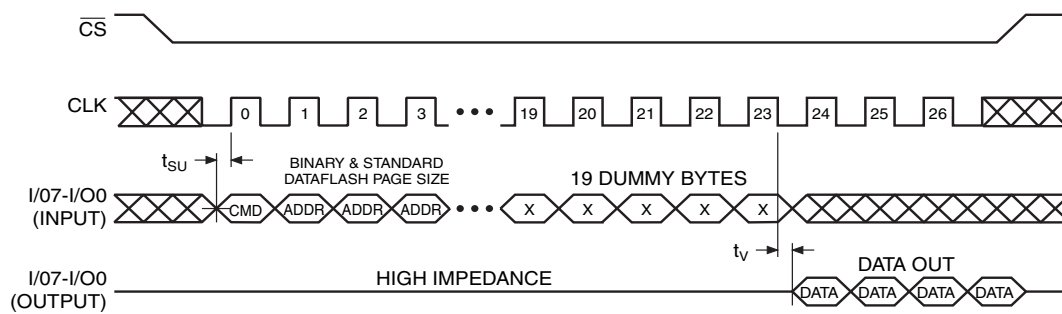 CS
CLK
0 1 2 3 ••• 19 20 21 22 23 24 25 26
tSU
BINARY & STANDARD
DATAFLASH PAGE SIZE
19 DUMMY BYTES
I/07-I/O0
(INPUT)
CMD ADDR ADDR ADDR ••• X X X X X
tV
HIGH IMPEDANCE
DATA OUT
I/07-I/O0
(OUTPUT)
DATA DATA DATA DATA